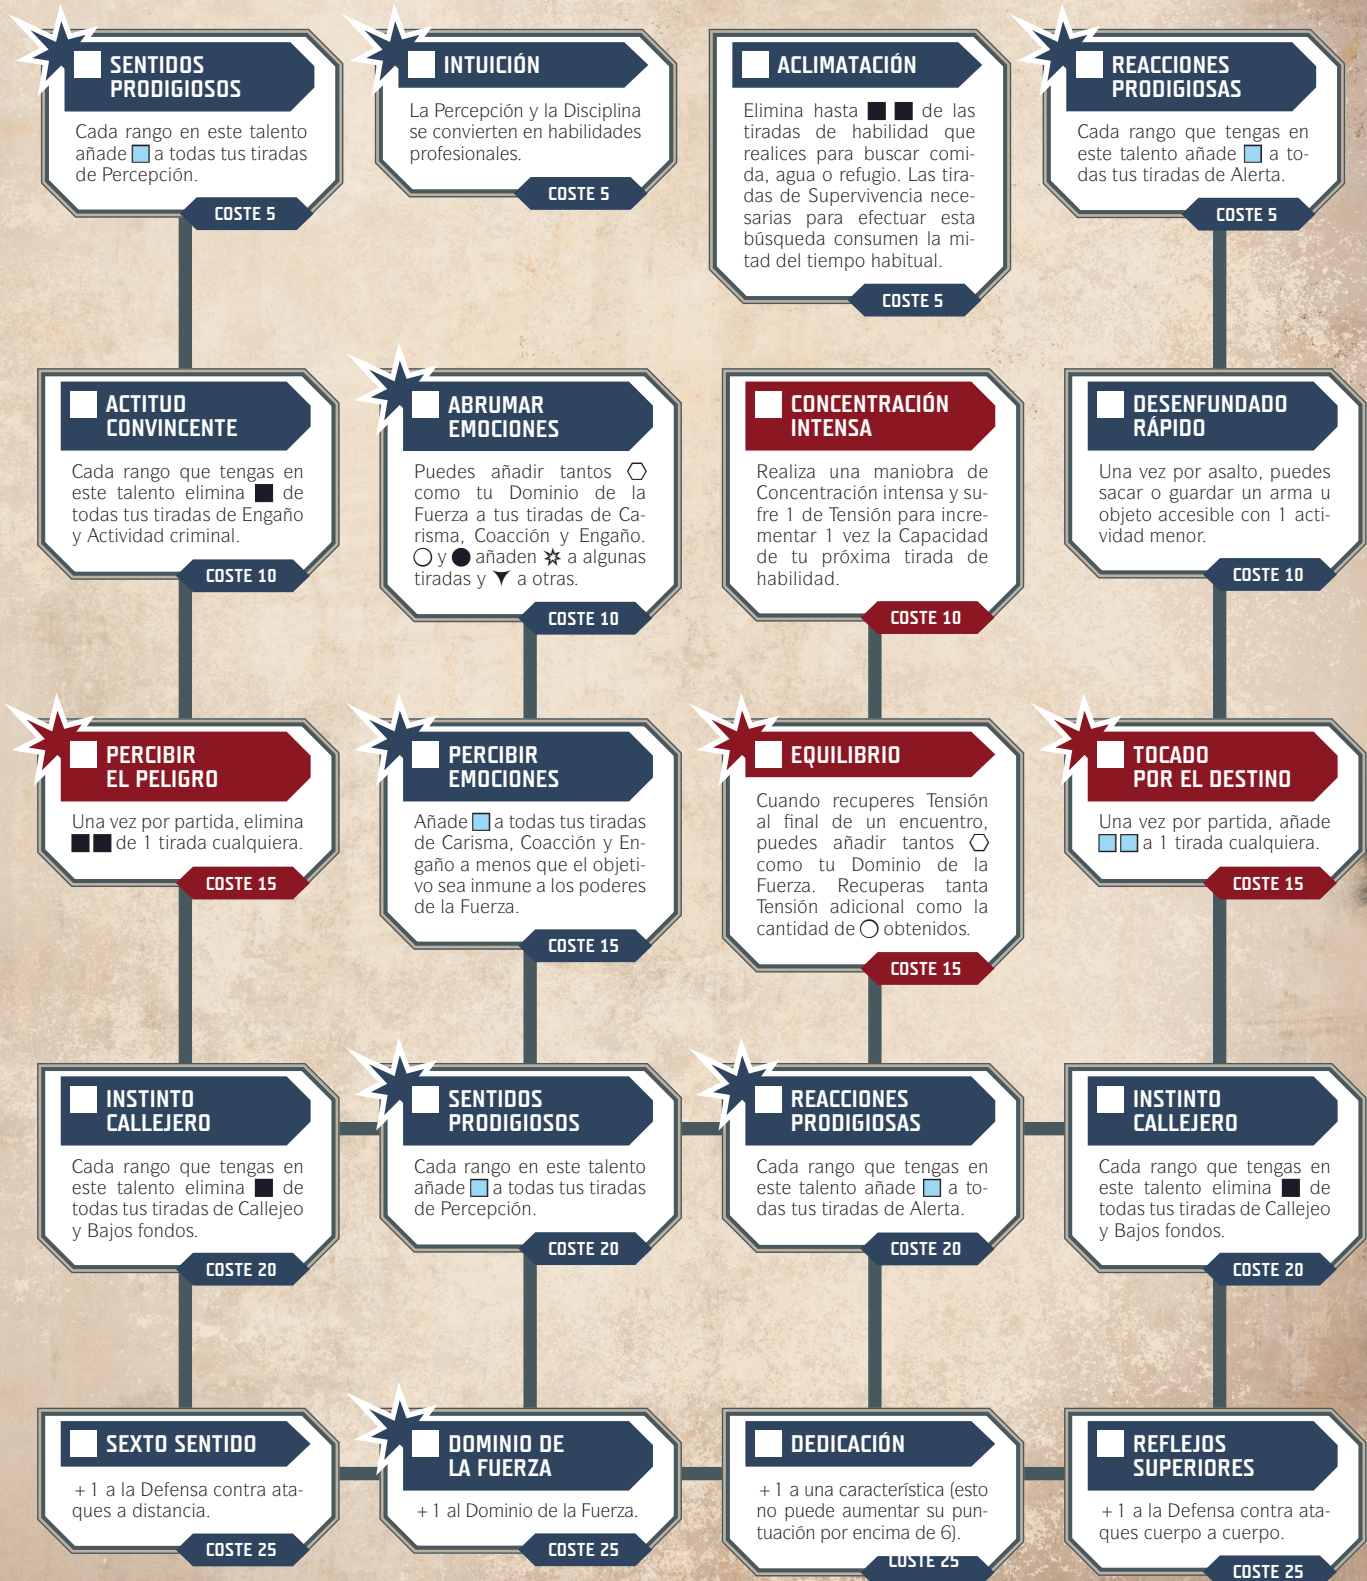 SENTIDOS
PRODIGIOSOS
Cada rango en este talento
añade a todas tus tiradas
de Percepción.
COSTE 5
INTUICIÓN
La Percepción y la Disciplina
se convierten en habilidades
profesionales.
COSTE 5
ACLIMATACIÓN
Elimina hasta de las
tiradas de habilidad que
realices para buscar comi-
da, agua o refugio. Las tira-
das de Supervivencia nece-
sarias para efectuar esta
búsqueda consumen la mi-
tad del tiempo habitual.
COSTE 5
REACCIONES
PRODIGIOSAS
Cada rango que tengas en
este talento añade a to-
das tus tiradas de Alerta.
COSTE 5
ACTITUD
CONVINCENTE
Cada rango que tengas en
este talento elimina de
todas tus tiradas de Engaño
y Actividad criminal.
COSTE 10
ABRUMAR
EMOCIONES
Puedes añadir tantos
como tu Dominio de la
Fuerza a tus tiradas de Ca-
risma, Coacción y Engaño.
y añaden a algunas
tiradas y a otras.
COSTE 10
CONCENTRACIÓN
INTENSA
Realiza una maniobra de
Concentración intensa y su-
fre 1 de Tensión para incre-
mentar 1 vez la Capacidad
de tu próxima tirada de
habilidad.
COSTE 10
DESENFUNDADO
RÁPIDO
Una vez por asalto, puedes
sacar o guardar un arma u
objeto accesible con 1 acti-
vidad menor.
COSTE 10
PERCIBIR
EL PELIGRO
Una vez por partida, elimina
de 1 tirada cualquiera.
COSTE 15
PERCIBIR
EMOCIONES
Añade a todas tus tiradas
de Carisma, Coacción y En-
gaño a menos que el objeti-
vo sea inmune a los poderes
de la Fuerza.
COSTE 15
EQUILIBRIO
Cuando recuperes Tensión
al final de un encuentro,
puedes añadir tantos
como tu Dominio de la
Fuerza. Recuperas tanta
Tensión adicional como la
cantidad de obtenidos.
COSTE 15
TOCADO
POR EL DESTINO
Una vez por partida, añade
a 1 tirada cualquiera.
COSTE 15
INSTINTO
CALLEJERO
Cada rango que tengas en
este talento elimina de
todas tus tiradas de Callejeo
y Bajos fondos.
COSTE 20
SENTIDOS
PRODIGIOSOS
Cada rango en este talento
añade a todas tus tiradas
de Percepción.
COSTE 20
REACCIONES
PRODIGIOSAS
Cada rango que tengas en
este talento añade a to-
das tus tiradas de Alerta.
COSTE 20
INSTINTO
CALLEJERO
Cada rango que tengas en
este talento elimina de
todas tus tiradas de Callejeo
y Bajos fondos.
COSTE 20
SEXTO SENTIDO
+1 a la Defensa contra ata-
ques a distancia.
COSTE 25
DOMINIO DE
LA FUERZA
+1 al Dominio de la Fuerza.
COSTE 25
DEDICACIÓN
+1 a una característica (esto
no puede aumentar su pun-
tuación por encima de 6).
COSTE 25
REFLEJOS
SUPERIORES
+1 a la Defensa contra ata-
ques cuerpo a cuerpo.
COSTE 25